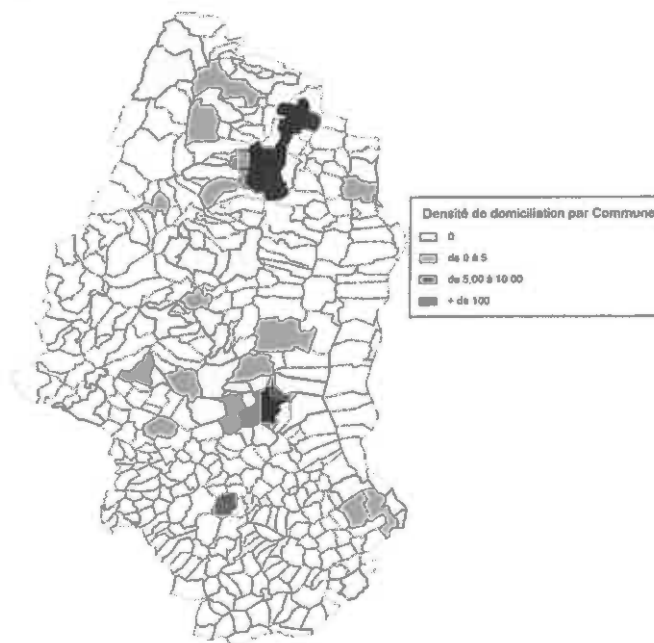 Densité de domiciliation par Commune
0
de 0 à 5
de 5,00 à 10 00
+ de 100